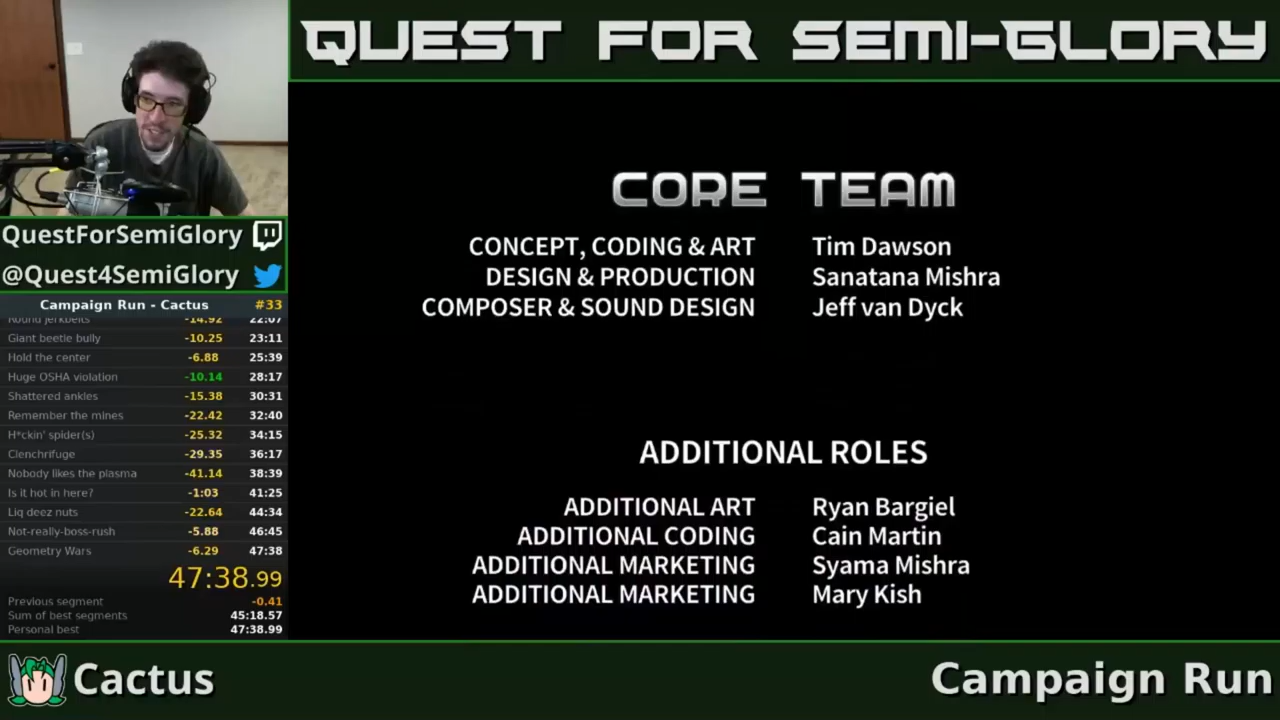 QUEST FOR SEMI-GLORY
QuestForSemiGlory
@Quest4SemiGlory
Campaign Run - Cactus #33
Round jerkbelts -14.92 22:07
Giant beetle bully -10.25 23:11
Hold the center -6.88 25:39
Huge OSHA violation -10.14 28:17
Shattered ankles -15.38 30:31
Remember the mines -22.42 32:40
H*ckin' spider(s) -25.32 34:15
Clenchrifuge -29.35 36:17
Nobody likes the plasma -41.14 38:39
Is it hot in here? -1:03 41:25
Liq deez nuts -22.64 44:34
Not-really-boss-rush -5.88 46:45
Geometry Wars -6.29 47:38
47:38.99
Previous segment -0.41
Sum of best segments 45:18.57
Personal best 47:38.99
CORE TEAM
CONCEPT, CODING & ART Tim Dawson
DESIGN & PRODUCTION Sanatana Mishra
COMPOSER & SOUND DESIGN Jeff van Dyck
ADDITIONAL ROLES
ADDITIONAL ART Ryan Bargiel
ADDITIONAL CODING Cain Martin
ADDITIONAL MARKETING Syama Mishra
ADDITIONAL MARKETING Mary Kish
Cactus
Campaign Run